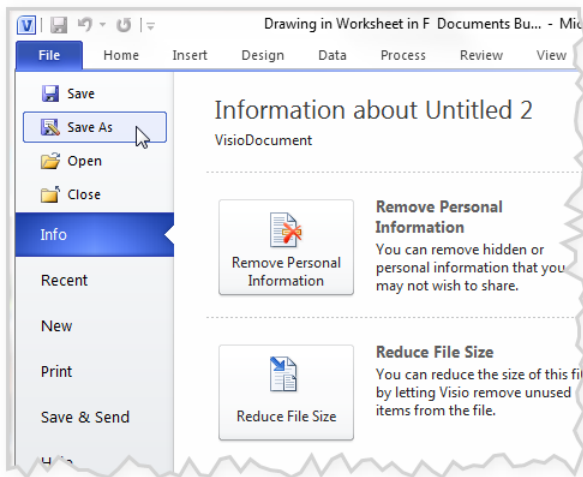 V
Drawing in Worksheet in F  Documents Bu... - Mic
File Home Insert Design Data Process Review View
Save
Save As
Open
Close
Info
Recent
New
Print
Save & Send
Information about Untitled 2
VisioDocument
Remove Personal
Information
Remove Personal
Information
You can remove hidden or
personal information that you
may not wish to share.
Reduce File Size
Reduce File Size
You can reduce the size of this
by letting Visio remove unused
items from the file.